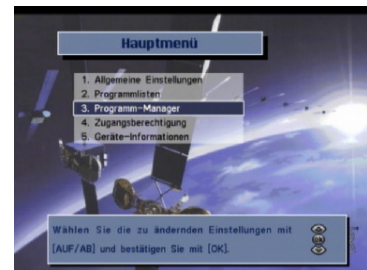 Hauptmenü
1. Allgemeine Einstellungen
2. Programmlisten
3. Programm-Manager
4. Zugangsberechtigung
5. Geräte-Informationen
Wählen Sie die zu ändernden Einstellungen mit
[AUF/AB] und bestätigen Sie mit [OK].
OK